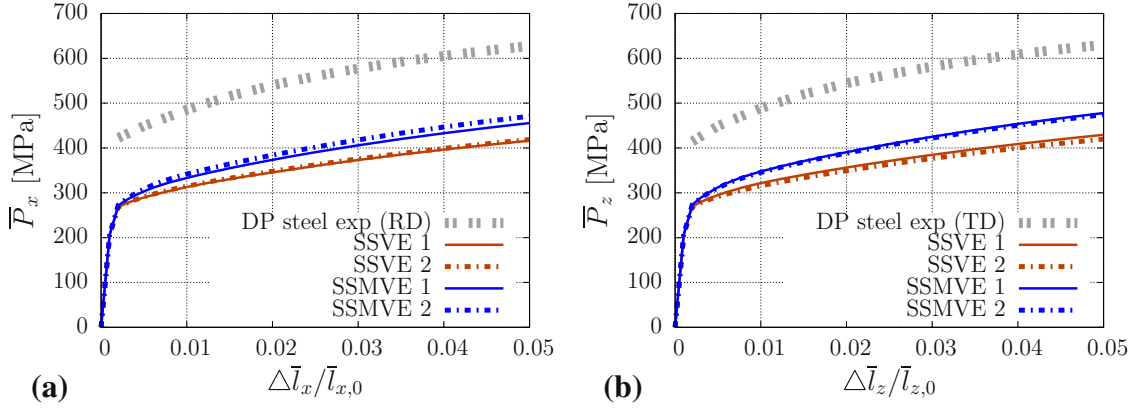 700
600
500
400
300
200
100
0
P̅x [MPa]
DP steel exp (RD)
SSVE 1
SSVE 2
SSMVE 1
SSMVE 2
0 0.01 0.02 0.03 0.04 0.05
(a) △l̅x/l̅x,0
700
600
500
400
300
200
100
0
P̅z [MPa]
DP steel exp (TD)
SSVE 1
SSVE 2
SSMVE 1
SSMVE 2
0 0.01 0.02 0.03 0.04 0.05
(b) △l̅z/l̅z,0